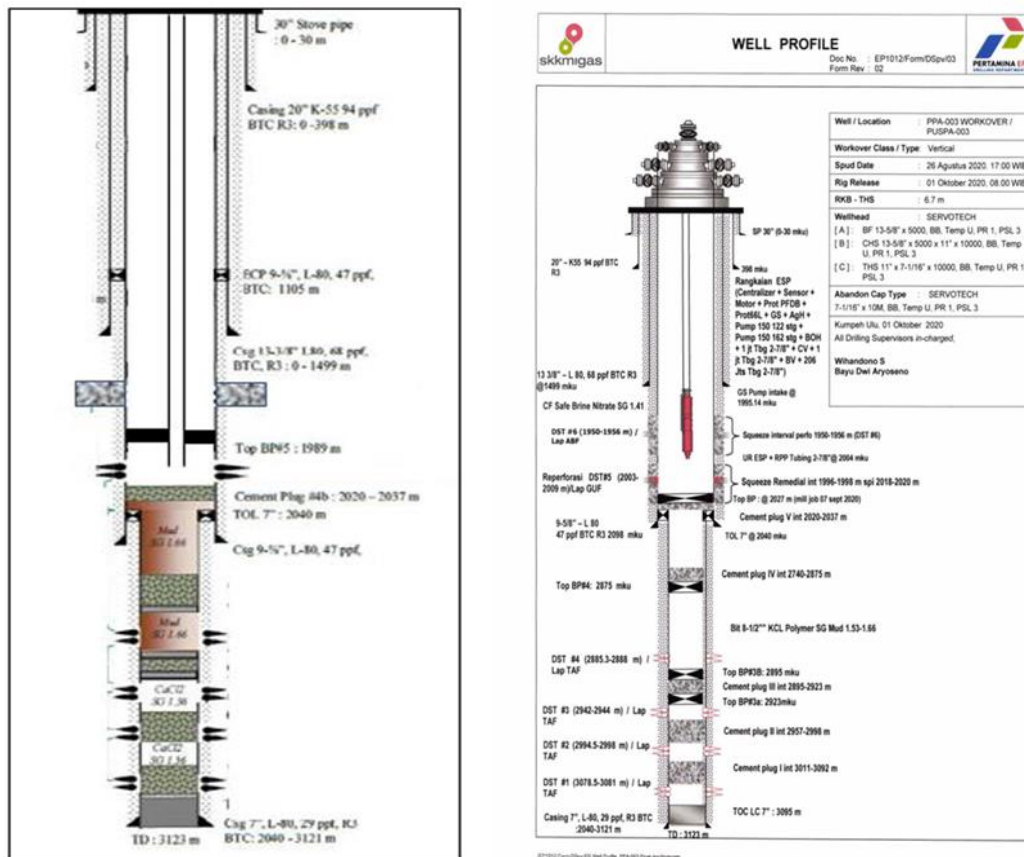 30" Stove pipe
: 0 - 30 m
Casing 20" K-55 94 ppf
BTC R3: 0 -398 m
ECP 9-⅝", L-80, 47 ppf,
BTC: 1105 m
Csg 13-3/8" L80, 68 ppf,
BTC, R3 : 0 - 1499 m
Top BP#5 : 1989 m
Cement Plug #4b : 2020 – 2037 m
TOL 7" : 2040 m
Csg 9-⅝", L-80, 47 ppf,
Mud
SG 1.66
Mud
SG 1.66
CaCl2
SG 1.36
CaCl2
Csg 7", L-80, 29 ppf, R3
BTC: 2040 -3121 m
TD : 3123 m
skkmigas
WELL PROFILE
Doc No. : EP1012/Form/DSpv/03
Form Rev : 02
PERTAMINA EP
Well / Location : PPA-003 WORKOVER /
PUSPA-003
Workover Class / Type: Vertical
Spud Date : 26 Agustus 2020. 17.00 WIB
Rig Release : 01 Oktober 2020, 08.00 WIB
RKB - THS : 6.7 m
Wellhead : SERVOTECH
[ A ] : BF 13-5/8" x 5000, BB, Temp U, PR 1, PSL 3
[ B ] : CHS 13-5/8" x 5000 x 11" x 10000, BB, Temp
U, PR 1, PSL 3
[ C ] : THS 11" x 7-1/16" x 10000, BB, Temp U, PR 1
PSL 3
Abandon Cap Type : SERVOTECH
7-1/16" x 10M, BB, Temp U, PR 1, PSL 3
Kumpeh Ulu, 01 Oktober 2020
All Drilling Supervisors in-charged,
Wihandono S
Bayu Dwi Aryoseno
SP 30" (0-30 mku)
20" – K55 94 ppf BTC
R3
398 mku
Rangkaian ESP
(Centralizer + Sensor +
Motor + Prot PFDB +
Prot66L + GS + AgH +
Pump 150 122 stg +
Pump 150 162 stg + BOH
+ 1 jt Tbg 2-7/8" + CV + 1
jt Tbg 2-7/8" + BV + 206
Jts Tbg 2-7/8")
13 3/8" – L 80, 68 ppf BTC R3
@1499 mku
GS Pump intake @
1995.14 mku
CF Safe Brine Nitrate SG 1.41
DST #6 (1950-1956 m) /
Lap ABF
Squeeze interval perfo 1950-1956 m (DST #6)
UR ESP + RPP Tubing 2-7/8"@ 2004 mku
Reperforasi DST#5 (2003-
2009 m)/Lap GUF
Squeeze Remedial int 1996-1998 m spi 2018-2020 m
Top BP : @ 2027 m (mill job 07 sept 2020)
Cement plug V int 2020-2037 m
9-5/8" – L 80
47 ppf BTC R3 2098 mku
TOL 7" @ 2040 mku
Cement plug IV int 2740-2875 m
Top BP#4: 2875 mku
Bit 8-1/2"" KCL Polymer SG Mud 1.53-1.66
DST #4 (2885.3-2888 m) /
Lap TAF
Top BP#3B: 2895 mku
Cement plug III int 2895-2923 m
Top BP#3a: 2923mku
DST #3 (2942-2944 m) / Lap
TAF
Cement plug II int 2957-2998 m
DST #2 (2994.5-2998 m) / Lap
TAF
Cement plug I int 3011-3092 m
DST #1 (3078.5-3081 m) / Lap
TAF
TOC LC 7" : 3095 m
Casing 7", L-80, 29 ppf, R3 BTC
:2040-3121 m
TD : 3123 m